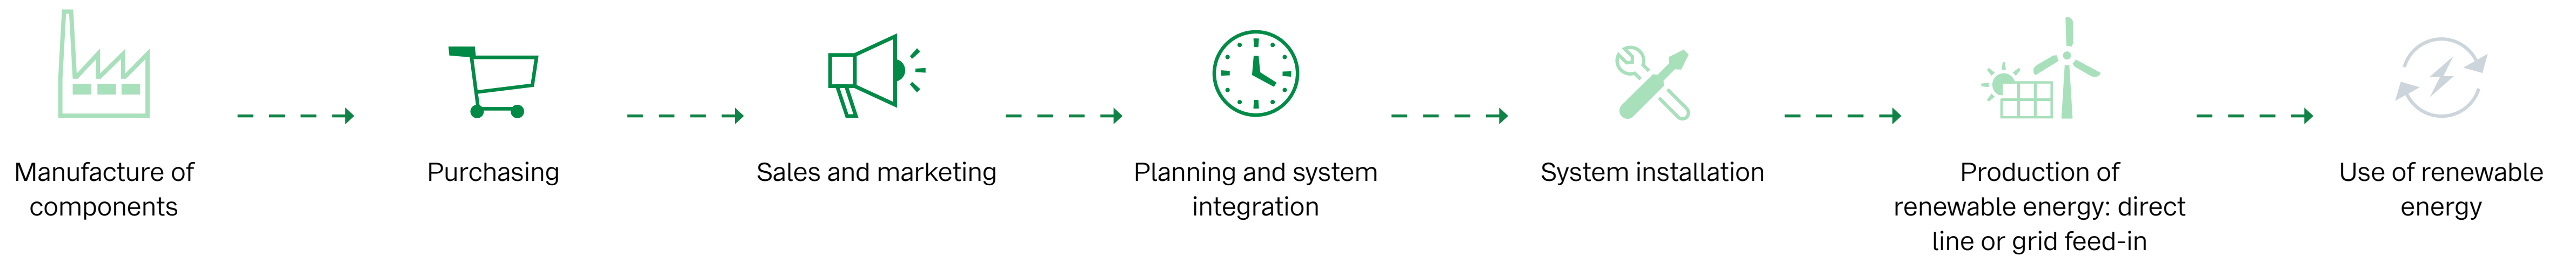 Manufacture of
components
Purchasing
Sales and marketing
Planning and system
integration
System installation
Production of
renewable energy: direct
line or grid feed-in
Use of renewable
energy